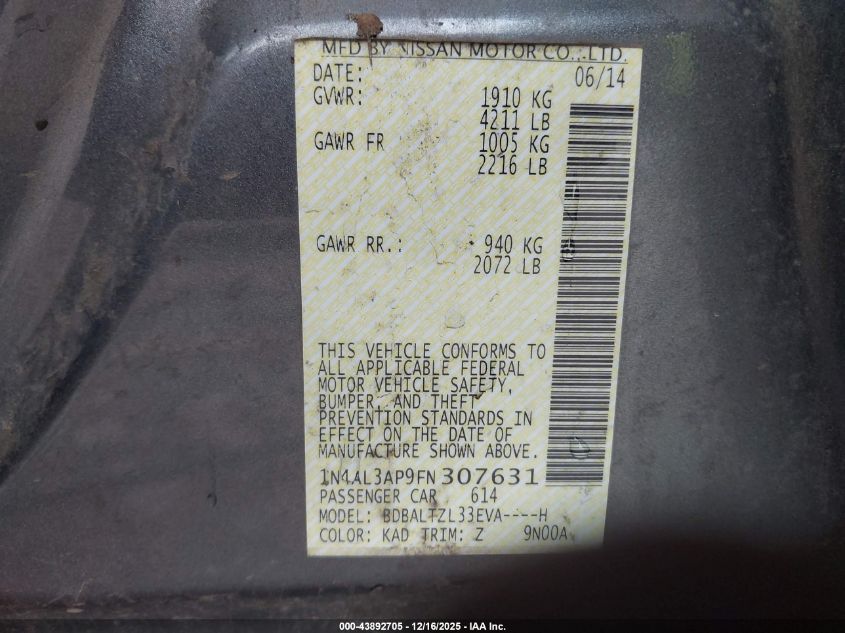 MFD BY NISSAN MOTOR CO., LTD.
DATE: 06/14
GVWR: 1910 KG
4211 LB
GAWR FR 1005 KG
2216 LB
GAWR RR.: 940 KG
2072 LB
THIS VEHICLE CONFORMS TO
ALL APPLICABLE FEDERAL
MOTOR VEHICLE SAFETY,
BUMPER, AND THEFT
PREVENTION STANDARDS IN
EFFECT ON THE DATE OF
MANUFACTURE SHOWN ABOVE.
1N4AL3AP9FN307631
PASSENGER CAR 614
MODEL: BDBALTZL33EVA----H
COLOR: KAD TRIM: Z 9N00A
000-43892705 - 12/16/2025 - IAA Inc.